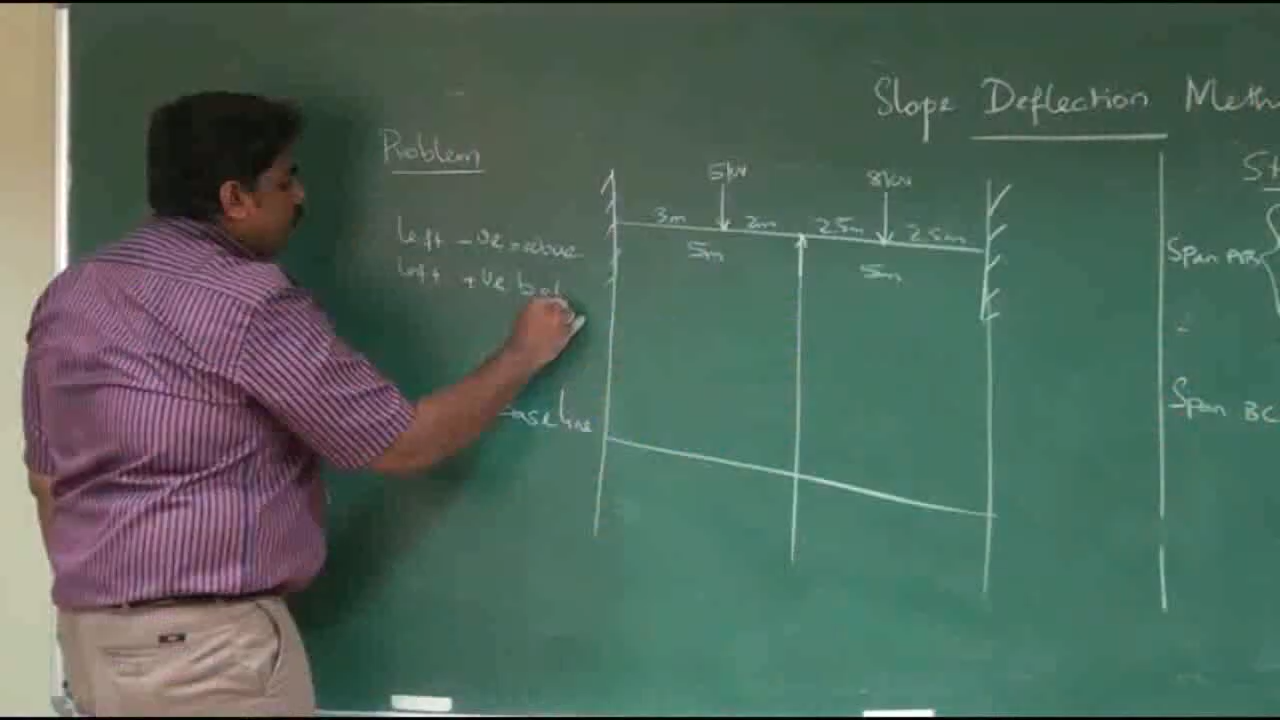 Slope Deflection Meth
Problem
St
5kN
8kN
3m 2m 2.5m 2.5m
Left -ve above
5m 5m
Span AB
Left +ve
Base line
Span BC